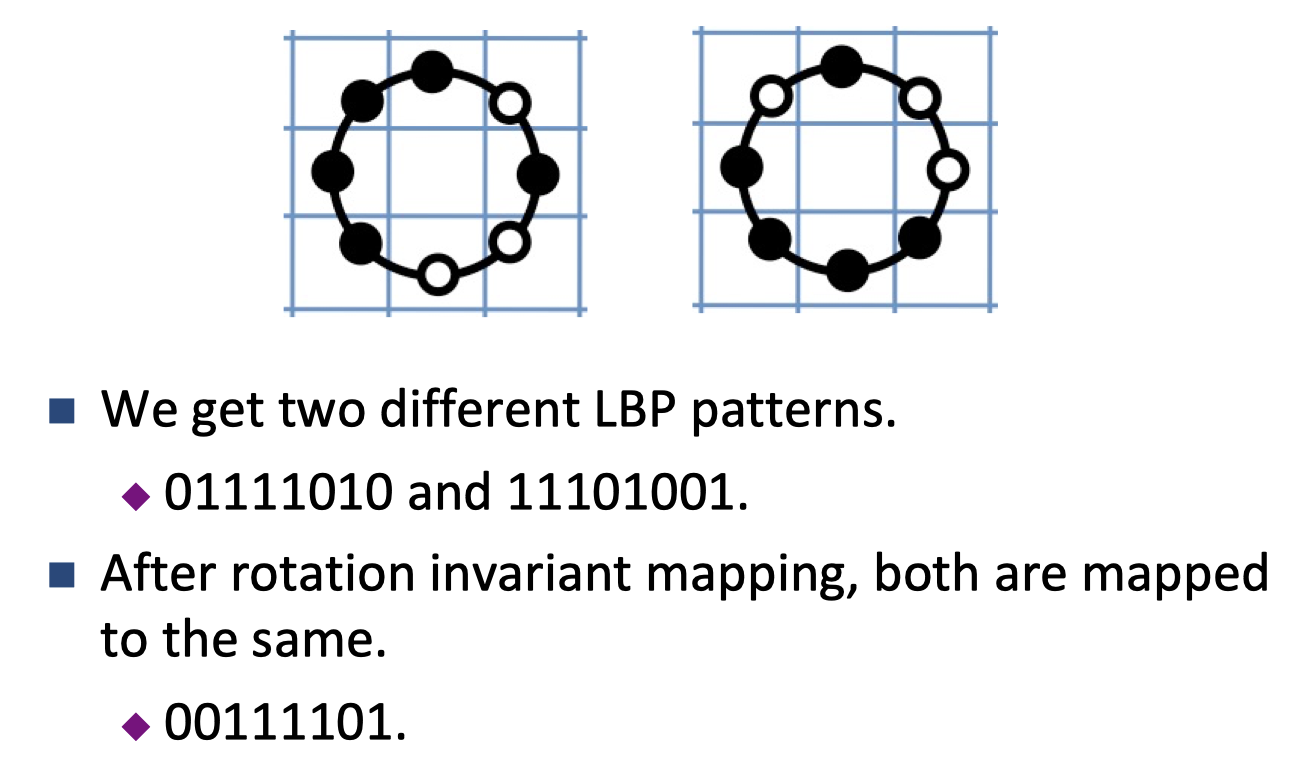 We get two different LBP patterns.
01111010 and 11101001.
After rotation invariant mapping, both are mapped
to the same.
00111101.